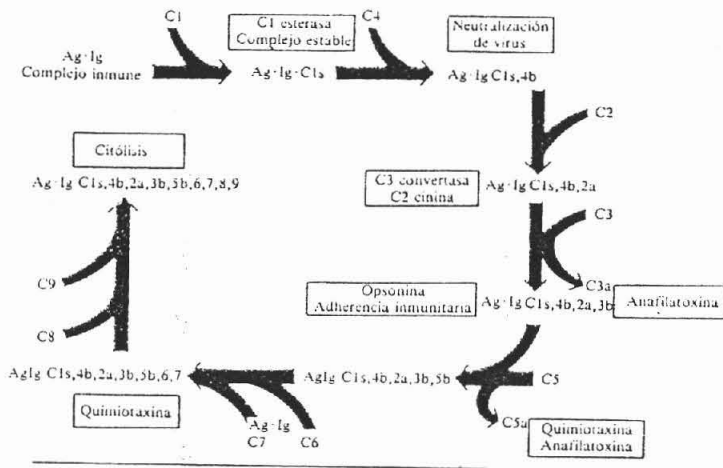 C1
C1 esterasa
Complejo estable
C4
Neutralización
de virus
Ag·Ig
Complejo inmune
Ag·Ig·C1s
Ag·Ig C1s,4b
C2
C3 convertasa
C2 cinina
Ag·Ig C1s,4b,2a
C3
C3a
Anafilatoxina
Opsonina
Adherencia inmunitaria
Ag·Ig C1s,4b,2a,3b
C5
C5a
Quimiotaxina
Anafilatoxina
AgIg C1s,4b,2a,3b,5b
Ag·Ig
C7
C6
AgIg C1s,4b,2a,3b,5b,6,7
Quimiotaxina
C8
C9
Ag·Ig C1s,4b,2a,3b,5b,6,7,8,9
Citólisis